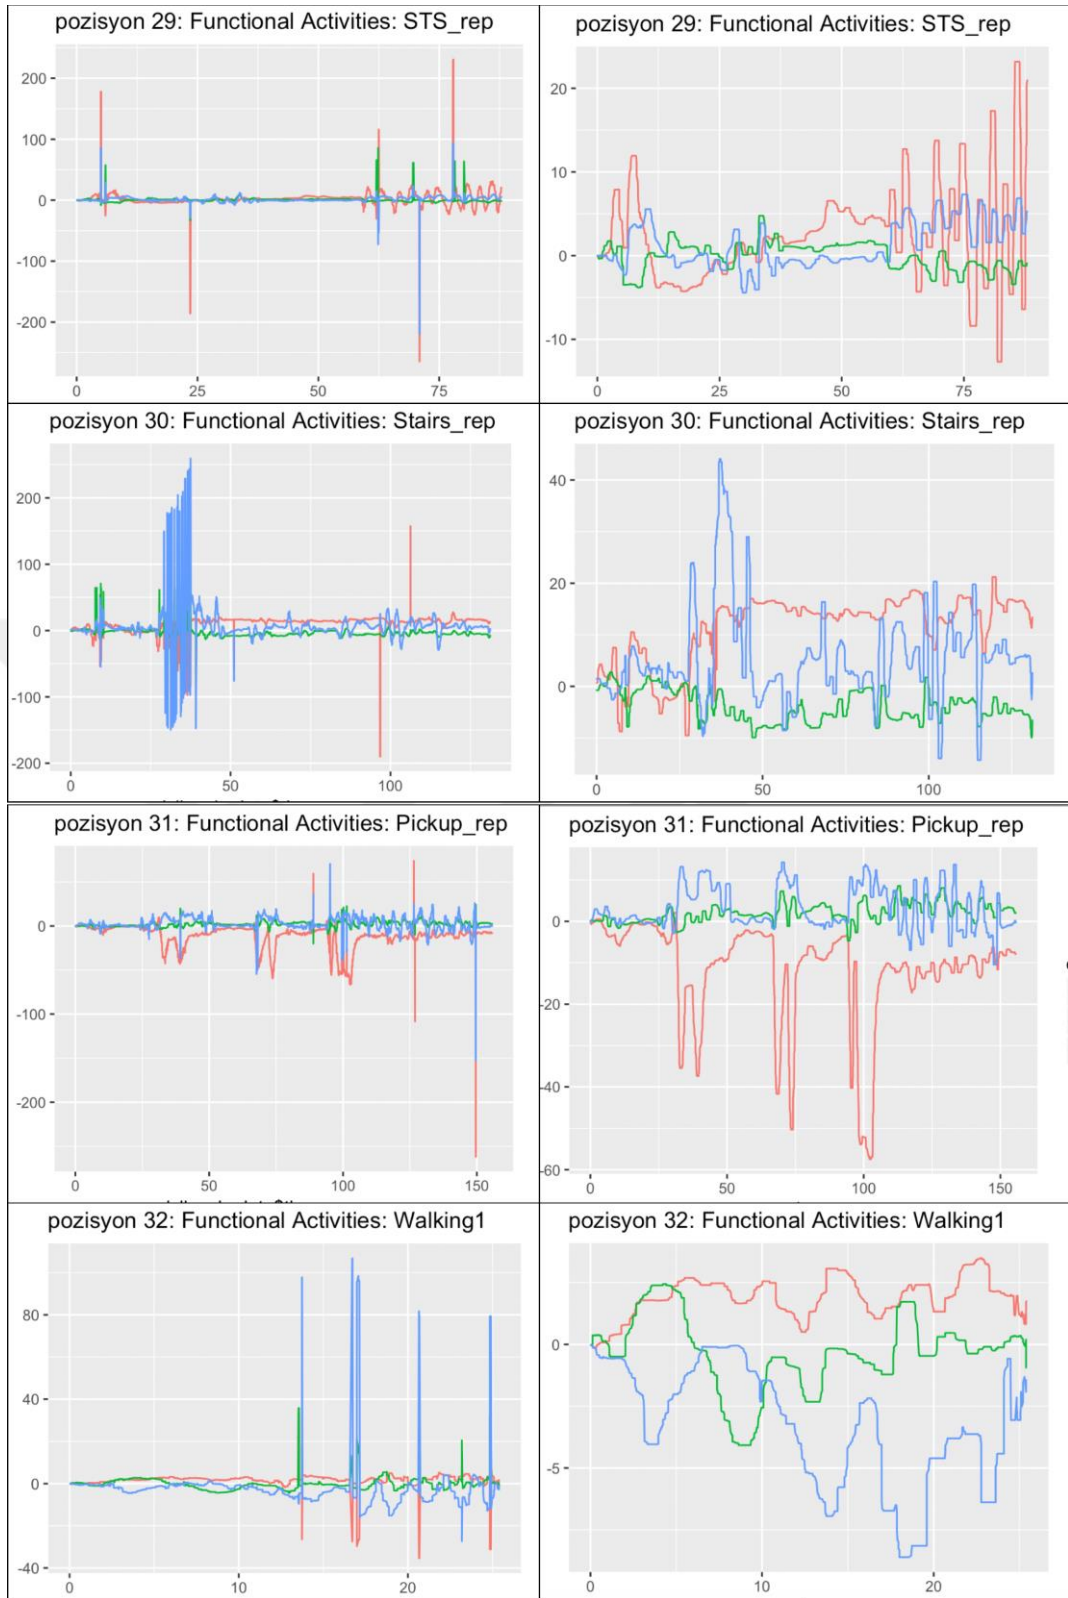 pozisyon 29: Functional Activities: STS_rep
200
100
0
-100
-200
0 25 50 75
pozisyon 29: Functional Activities: STS_rep
20
10
0
-10
0 25 50 75
pozisyon 30: Functional Activities: Stairs_rep
200
100
0
-100
-200
0 50 100
pozisyon 30: Functional Activities: Stairs_rep
40
20
0
0 50 100
pozisyon 31: Functional Activities: Pickup_rep
0
-100
-200
0 50 100 150
pozisyon 31: Functional Activities: Pickup_rep
0
-20
-40
-60
0 50 100 150
pozisyon 32: Functional Activities: Walking1
80
40
0
-40
0 10 20
pozisyon 32: Functional Activities: Walking1
0
-5
0 10 20